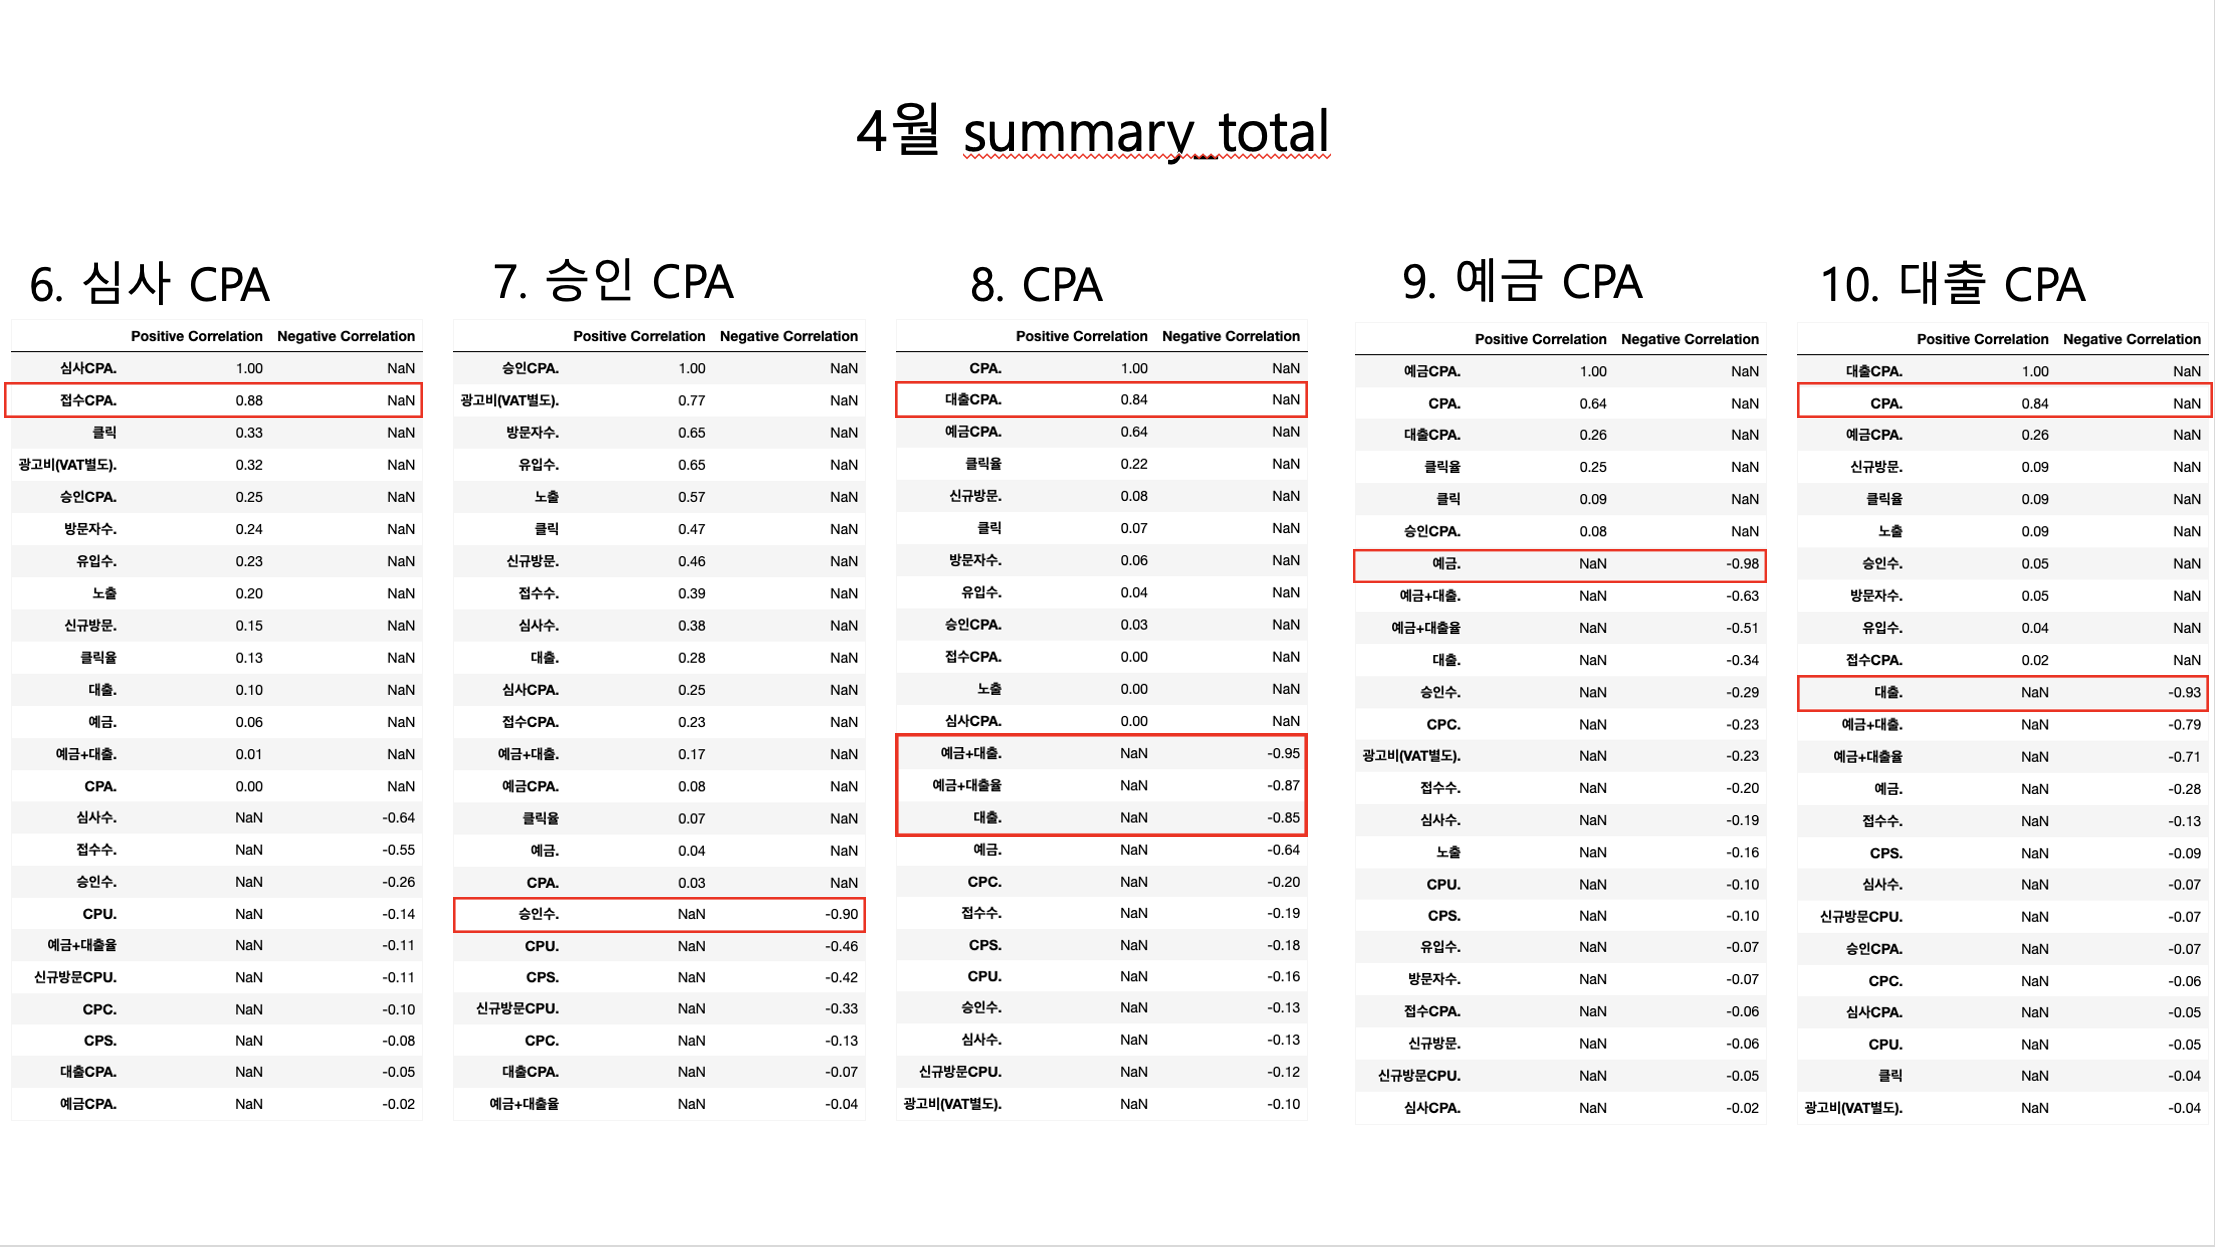 4월 summary_total
6. 심사 CPA
Positive Correlation Negative Correlation
심사CPA. 1.00 NaN
접수CPA. 0.88 NaN
클릭 0.33 NaN
광고비(VAT별도). 0.32 NaN
승인CPA. 0.25 NaN
방문자수. 0.24 NaN
유입수. 0.23 NaN
노출 0.20 NaN
신규방문. 0.15 NaN
클릭율 0.13 NaN
대출. 0.10 NaN
예금. 0.06 NaN
예금+대출. 0.01 NaN
CPA. 0.00 NaN
심사수. NaN -0.64
접수수. NaN -0.55
승인수. NaN -0.26
CPU. NaN -0.14
예금+대출율 NaN -0.11
신규방문CPU. NaN -0.11
CPC. NaN -0.10
CPS. NaN -0.08
대출CPA. NaN -0.05
예금CPA. NaN -0.02
7. 승인 CPA
Positive Correlation Negative Correlation
승인CPA. 1.00 NaN
광고비(VAT별도). 0.77 NaN
방문자수. 0.65 NaN
유입수. 0.65 NaN
노출 0.57 NaN
클릭 0.47 NaN
신규방문. 0.46 NaN
접수수. 0.39 NaN
심사수. 0.38 NaN
대출. 0.28 NaN
심사CPA. 0.25 NaN
접수CPA. 0.23 NaN
예금+대출. 0.17 NaN
예금CPA. 0.08 NaN
클릭율 0.07 NaN
예금. 0.04 NaN
CPA. 0.03 NaN
승인수. NaN -0.90
CPU. NaN -0.46
CPS. NaN -0.42
신규방문CPU. NaN -0.33
CPC. NaN -0.13
대출CPA. NaN -0.07
예금+대출율 NaN -0.04
8. CPA
Positive Correlation Negative Correlation
CPA. 1.00 NaN
대출CPA. 0.84 NaN
예금CPA. 0.64 NaN
클릭율 0.22 NaN
신규방문. 0.08 NaN
클릭 0.07 NaN
방문자수. 0.06 NaN
유입수. 0.04 NaN
승인CPA. 0.03 NaN
접수CPA. 0.00 NaN
노출 0.00 NaN
심사CPA. 0.00 NaN
예금+대출. NaN -0.95
예금+대출율 NaN -0.87
대출. NaN -0.85
예금. NaN -0.64
CPC. NaN -0.20
접수수. NaN -0.19
CPS. NaN -0.18
CPU. NaN -0.16
승인수. NaN -0.13
심사수. NaN -0.13
신규방문CPU. NaN -0.12
광고비(VAT별도). NaN -0.10
9. 예금 CPA
Positive Correlation Negative Correlation
예금CPA. 1.00 NaN
CPA. 0.64 NaN
대출CPA. 0.26 NaN
클릭율 0.25 NaN
클릭 0.09 NaN
승인CPA. 0.08 NaN
예금. NaN -0.98
예금+대출. NaN -0.63
예금+대출율 NaN -0.51
대출. NaN -0.34
승인수. NaN -0.29
CPC. NaN -0.23
광고비(VAT별도). NaN -0.23
접수수. NaN -0.20
심사수. NaN -0.19
노출 NaN -0.16
CPU. NaN -0.10
CPS. NaN -0.10
유입수. NaN -0.07
방문자수. NaN -0.07
접수CPA. NaN -0.06
신규방문. NaN -0.06
신규방문CPU. NaN -0.05
심사CPA. NaN -0.02
10. 대출 CPA
Positive Correlation Negative Correlation
대출CPA. 1.00 NaN
CPA. 0.84 NaN
예금CPA. 0.26 NaN
신규방문. 0.09 NaN
클릭율 0.09 NaN
노출 0.09 NaN
승인수. 0.05 NaN
방문자수. 0.05 NaN
유입수. 0.04 NaN
접수CPA. 0.02 NaN
대출. NaN -0.93
예금+대출. NaN -0.79
예금+대출율 NaN -0.71
예금. NaN -0.28
접수수. NaN -0.13
CPS. NaN -0.09
심사수. NaN -0.07
신규방문CPU. NaN -0.07
승인CPA. NaN -0.07
CPC. NaN -0.06
심사CPA. NaN -0.05
CPU. NaN -0.05
클릭 NaN -0.04
광고비(VAT별도). NaN -0.04